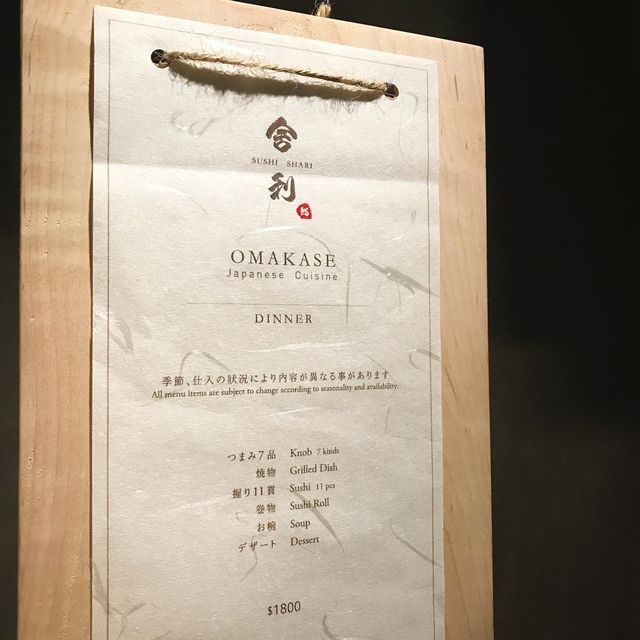 舎
SUSHI SHARI
利
OMAKASE
Japanese Cuisine
DINNER
季節、仕入の狀況により内容が異なる事があります
All menu items are subject to change according to seasonality and availability.
つまみ7品 Knob 7 kinds
焼物 Grilled Dish
握り11貫 Sushi 11 pcs
巻物 Sushi Roll
お椀 Soup
デザート Dessert
$1800